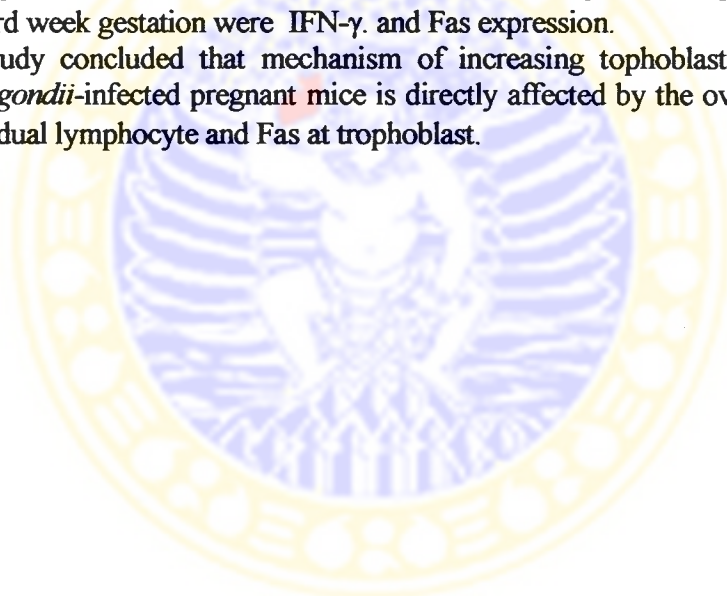 rd week gestation were IFN-γ. and Fas expression.
udy concluded that mechanism of increasing tophoblast
gondii-infected pregnant mice is directly affected by the ov
dual lymphocyte and Fas at trophoblast.